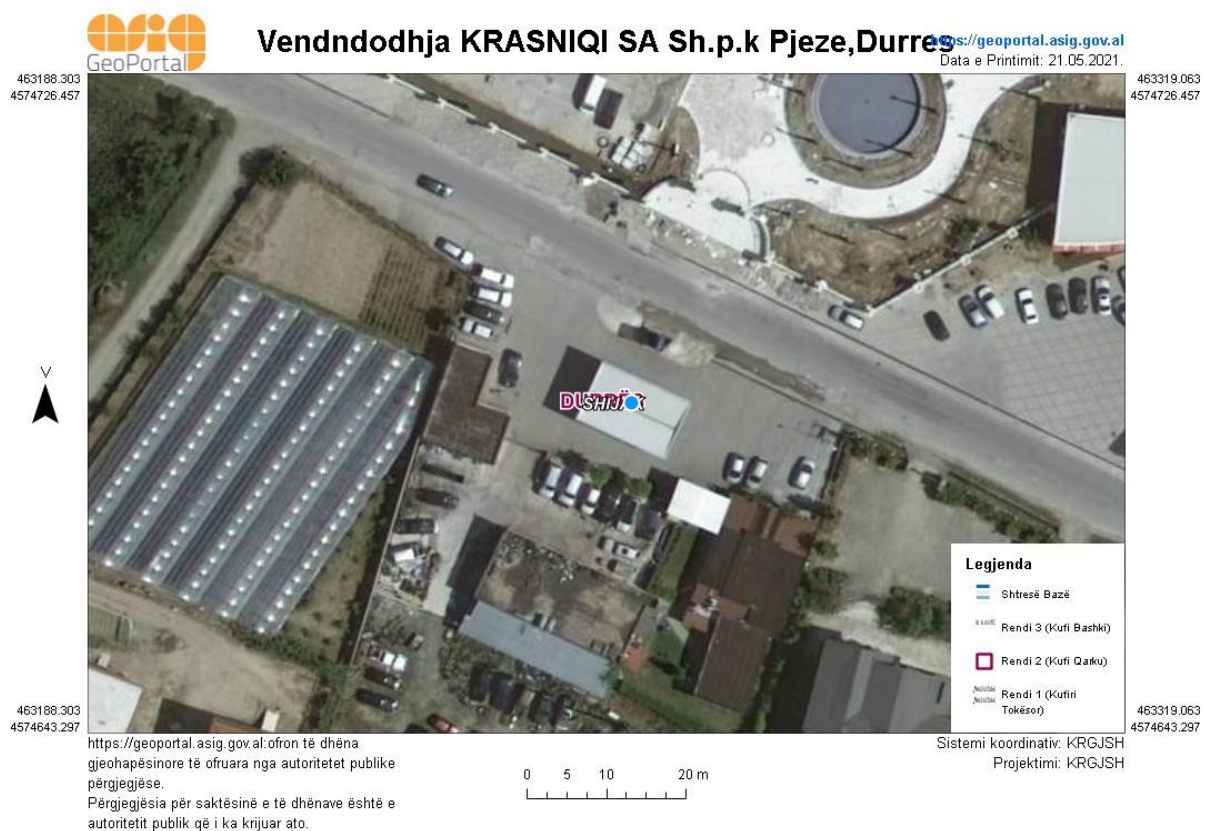 asig
GeoPortal
Vendndodhja KRASNIQI SA Sh.p.k Pjeze,Durres
https://geoportal.asig.gov.al
Data e Printimit: 21.05.2021.
463188.303
4574726.457
463319.063
4574726.457
V
DURRËS
SHIJAK
Legjenda
Shtresë Bazë
Rendi 3 (Kufi Bashki)
Rendi 2 (Kufi Qarku)
Rendi 1 (Kufiri
Tokësor)
463188.303
4574643.297
463319.063
4574643.297
https://geoportal.asig.gov.al:ofron të dhëna
gjeohapësinore të ofruara nga autoritetet publike
përgjegjëse.
Përgjegjësia për saktësinë e të dhënave është e
autoritetit publik që i ka krijuar ato.
0 5 10 20 m
Sistemi koordinativ: KRGJSH
Projektimi: KRGJSH